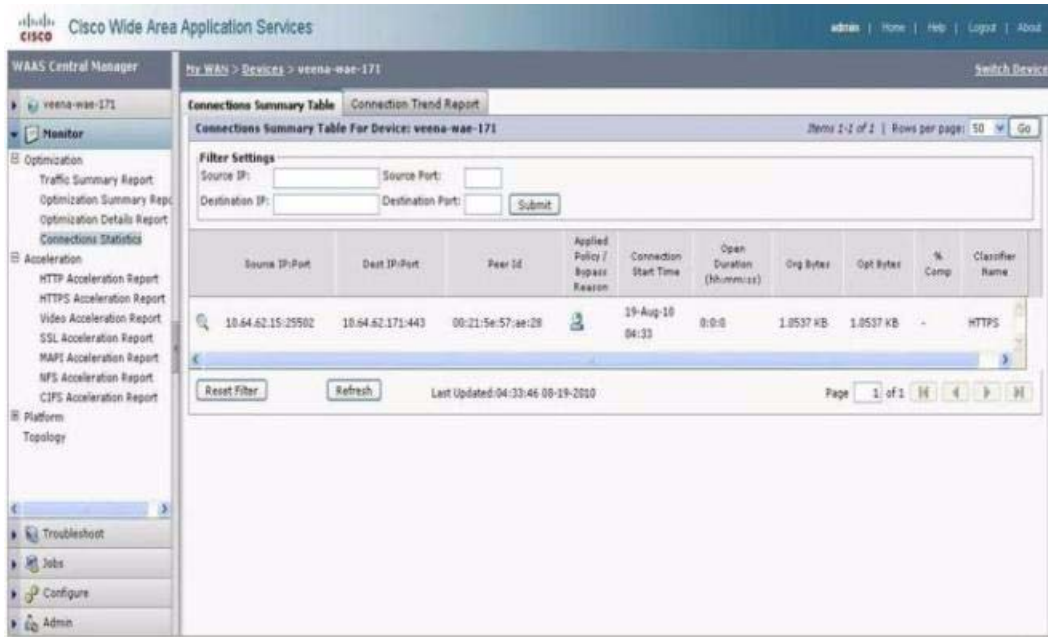 CISCO Cisco Wide Area Application Services
admin | Home | Help | Logout | About
WAAS Central Manager
My WAN > Devices > veena-wae-171
Switch Device
veena-wae-171
Monitor
Optimization
Traffic Summary Report
Optimization Summary Repo
Optimization Details Report
Connections Statistics
Acceleration
HTTP Acceleration Report
HTTPS Acceleration Report
Video Acceleration Report
SSL Acceleration Report
MAPI Acceleration Report
NFS Acceleration Report
CIFS Acceleration Report
Platform
Topology
Troubleshoot
Jobs
Configure
Admin
Connections Summary Table Connection Trend Report
Connections Summary Table For Device: veena-wae-171
Items 1-1 of 1 | Rows per page: 50 Go
Filter Settings
Source IP: Source Port:
Destination IP: Destination Port: Submit
Source IP:Port
Dest IP:Port
Peer Id
Applied
Policy /
Bypass
Reason
Connection
Start Time
Open
Duration
(hh:mm:ss)
Org Bytes
Opt Bytes
%
Comp
Classifier
Name
10.64.62.15:25502 10.64.62.171:443 00:21:5e:57:ae:28 19-Aug-10
04:33
0:0:0 1.0537 KB 1.0537 KB - HTTPS
Reset Filter Refresh Last Updated:04:33:46 08-19-2010
Page 1 of 1